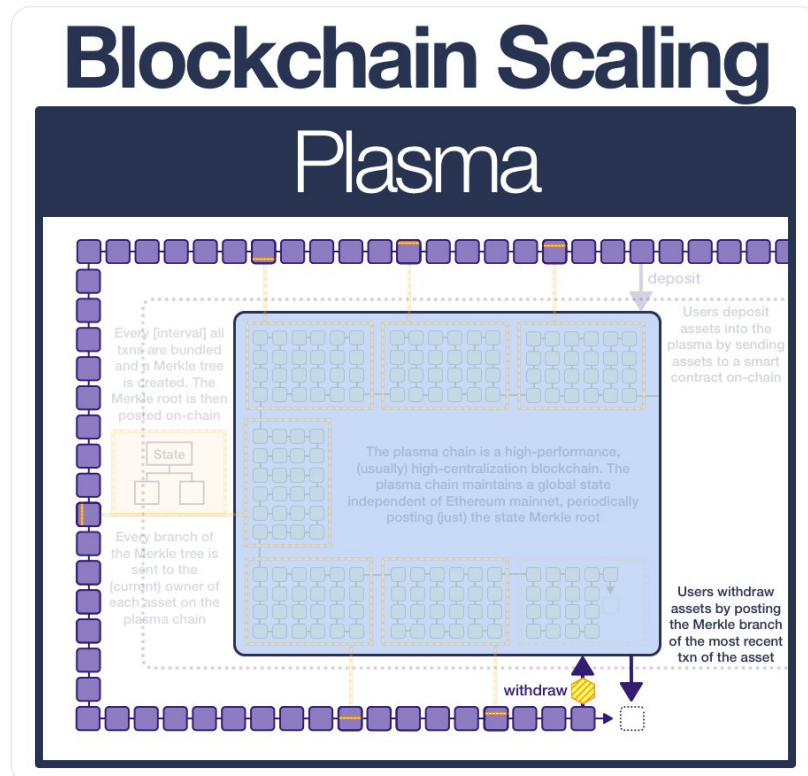 Blockchain Scaling
Plasma
deposit
Users deposit
assets into the
plasma by sending
assets to a smart
contract on-chain
Every [interval] all
txns are bundled
and a Merkle tree
is created. The
Merkle root is then
posted on-chain
State
The plasma chain is a high-performance,
(usually) high-centralization blockchain. The
plasma chain maintains a global state
independent of Ethereum mainnet, periodically
posting (just) the state Merkle root
Every branch of
the Merkle tree is
sent to the
(current) owner of
each asset on the
plasma chain
Users withdraw
assets by posting
the Merkle branch
of the most recent
txn of the asset
withdraw